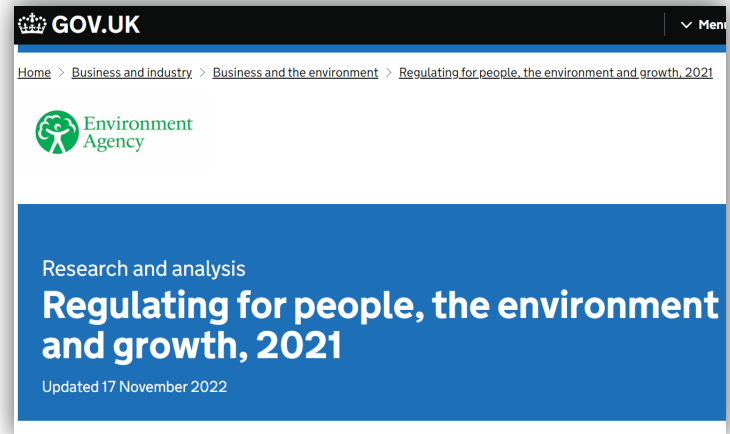 GOV.UK
Menu
Home > Business and industry > Business and the environment > Regulating for people, the environment and growth, 2021
Environment
Agency
Research and analysis
Regulating for people, the environment
and growth, 2021
Updated 17 November 2022